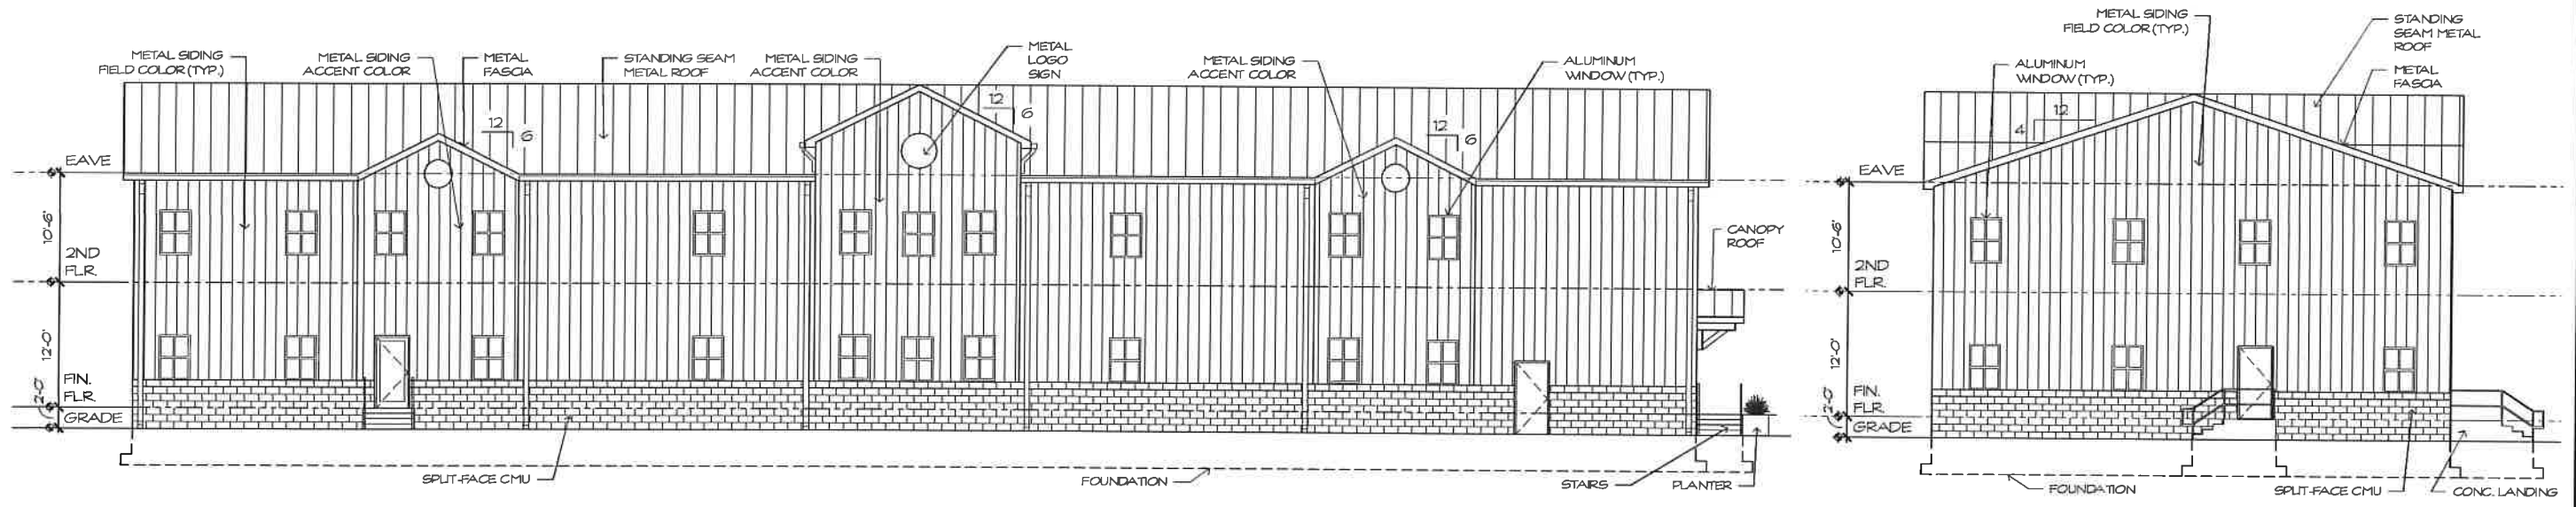 METAL SIDING
FIELD COLOR (TYP.)
METAL SIDING
ACCENT COLOR
METAL
FASCIA
STANDING SEAM
METAL ROOF
METAL SIDING
ACCENT COLOR
METAL
LOGO
SIGN
METAL SIDING
ACCENT COLOR
ALUMINUM
WINDOW (TYP.)
12
6
12
6
12
6
EAVE
10'-6"
2ND
FLR.
12'-0"
FIN.
FLR.
2'-0"
GRADE
CANOPY
ROOF
SPLIT-FACE CMU
FOUNDATION
STAIRS
PLANTER
METAL SIDING
FIELD COLOR (TYP.)
STANDING
SEAM METAL
ROOF
ALUMINUM
WINDOW (TYP.)
METAL
FASCIA
12
4
EAVE
10'-6"
2ND
FLR.
12'-0"
FIN.
FLR.
2'-0"
GRADE
FOUNDATION
SPLIT-FACE CMU
CONC. LANDING